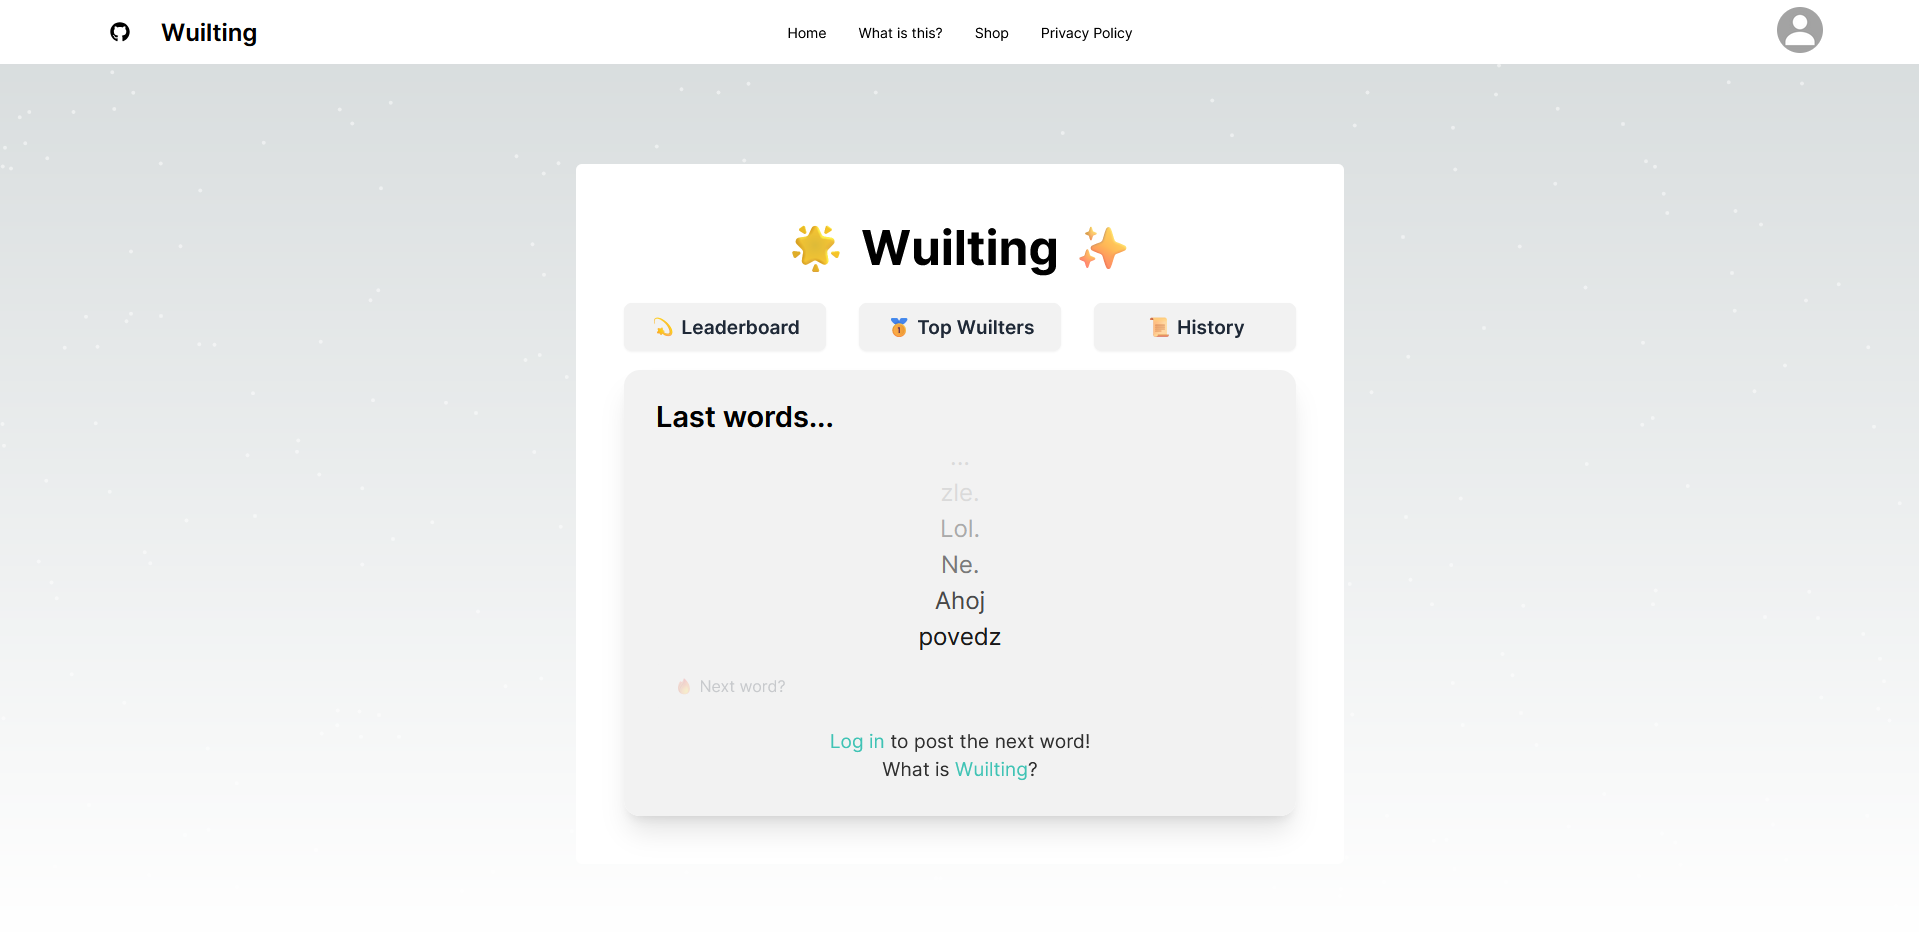 Wuilting
Home
What is this?
Shop
Privacy Policy
🌟 Wuilting ✨
💫 Leaderboard
🥇 Top Wuilters
📜 History
Last words...
...
zle.
Lol.
Ne.
Ahoj
povedz
🔥 Next word?
Log in to post the next word!
What is Wuilting?